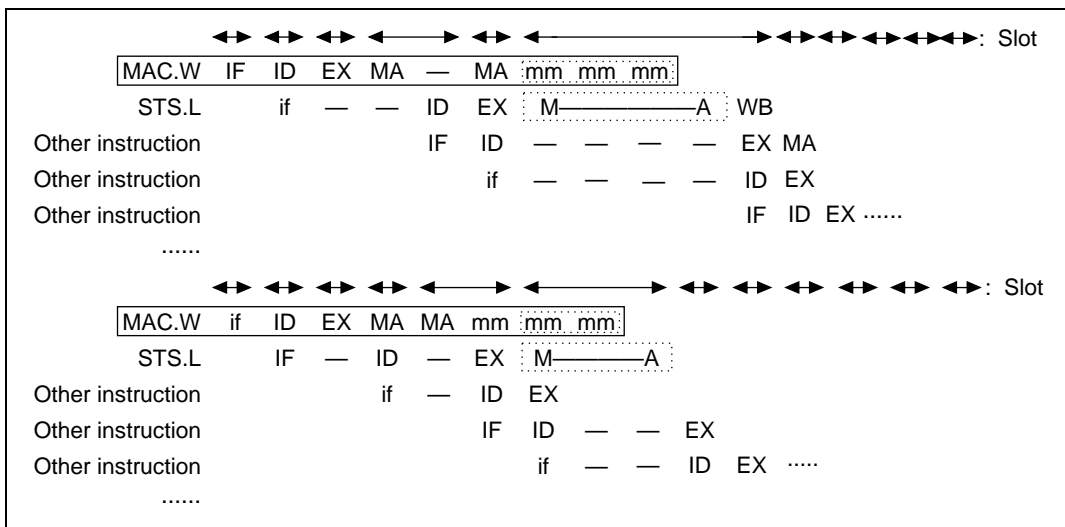 : Slot
MAC.W IF ID EX MA — MA mm mm mm
STS.L if — — ID EX M——————A WB
Other instruction IF ID — — — — EX MA
Other instruction if — — — — ID EX
Other instruction IF ID EX ......
......
: Slot
MAC.W if ID EX MA MA mm mm mm
STS.L IF — ID — EX M————A
Other instruction if — ID EX
Other instruction IF ID — — EX
Other instruction if — — ID EX .....
......